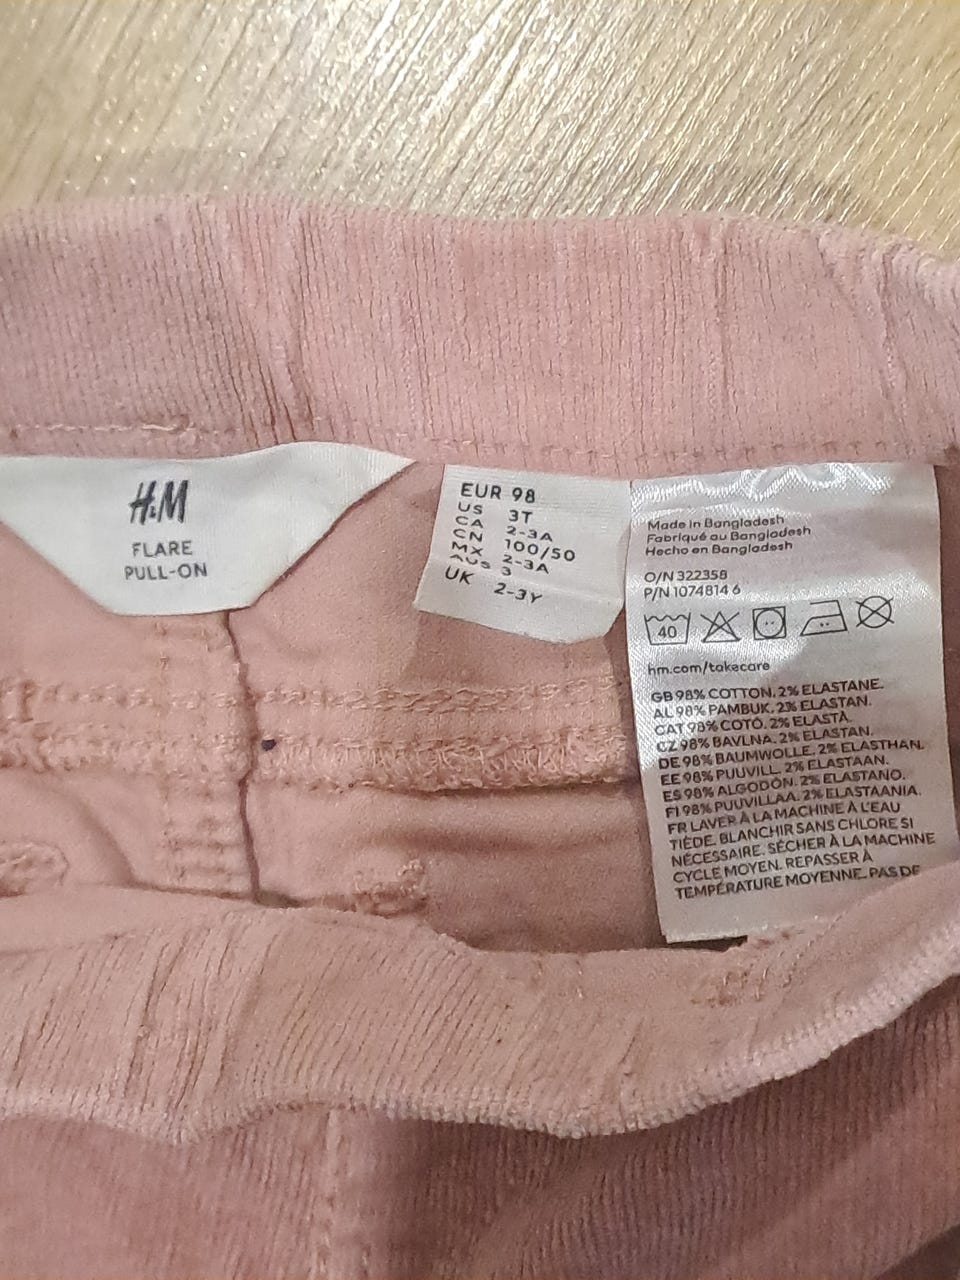 H&M
FLARE
PULL-ON
EUR 98
US 3T
CA 2-3A
CN 100/50
MX 2-3A
AUS 3
UK 2-3Y
Made in Bangladesh
Fabriqué au Bangladesh
Hecho en Bangladesh
O/N 322358
P/N 1074814 6
40
hm.com/takecare
GB 98% COTTON, 2% ELASTANE.
AL 98% PAMBUK, 2% ELASTAN.
CAT 98% COTÓ, 2% ELASTÀ.
CZ 98% BAVLNA, 2% ELASTAN.
DE 98% BAUMWOLLE, 2% ELASTHAN.
EE 98% PUUVILL, 2% ELASTAAN.
ES 98% ALGODÓN, 2% ELASTANO.
FI 98% PUUVILLAA, 2% ELASTAANIA.
FR LAVER À LA MACHINE À L'EAU
TIÈDE. BLANCHIR SANS CHLORE SI
NÉCESSAIRE. SÉCHER À LA MACHINE
CYCLE MOYEN. REPASSER À
TEMPÉRATURE MOYENNE. PAS DE